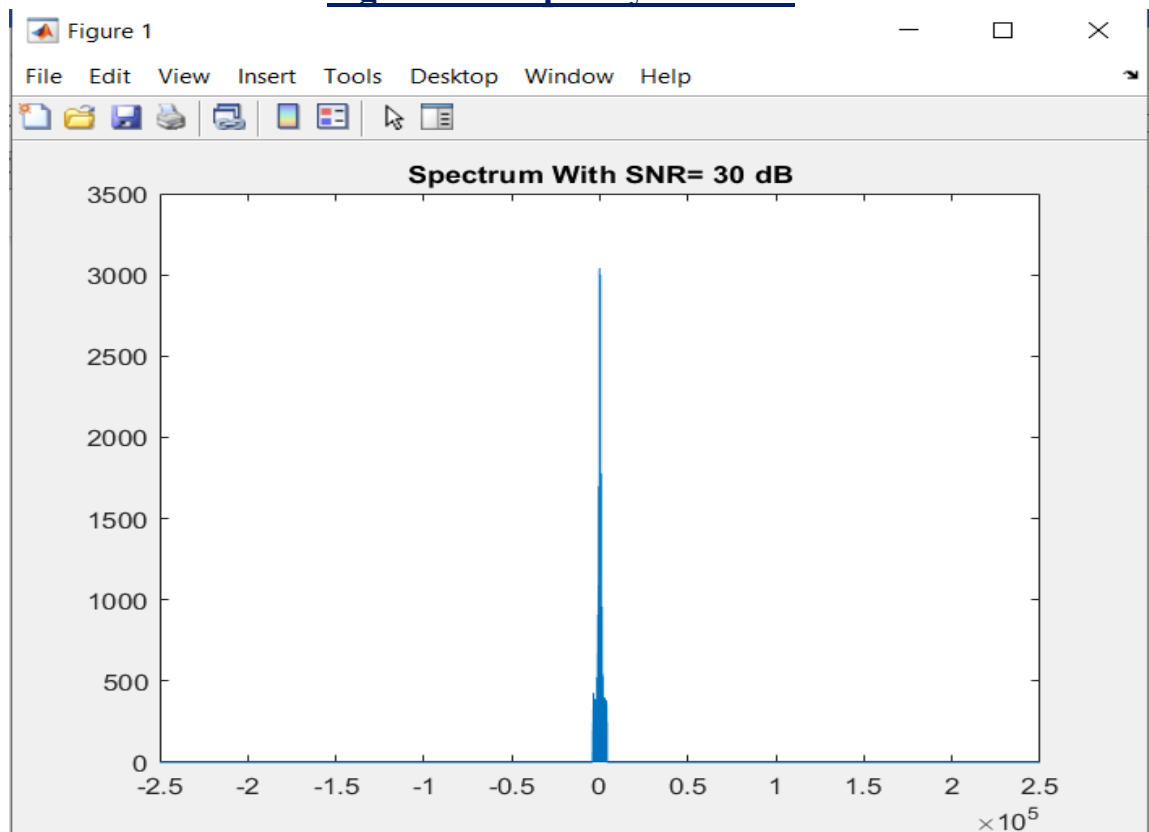 Figure 1
File Edit View Insert Tools Desktop Window Help
Spectrum With SNR= 30 dB
3500
3000
2500
2000
1500
1000
500
0
-2.5 -2 -1.5 -1 -0.5 0 0.5 1 1.5 2 2.5
×10⁵